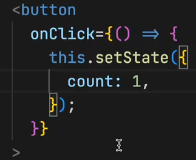 <button
  onClick={() => {
    this.setState({
      count: 1,
    });
  }}
>